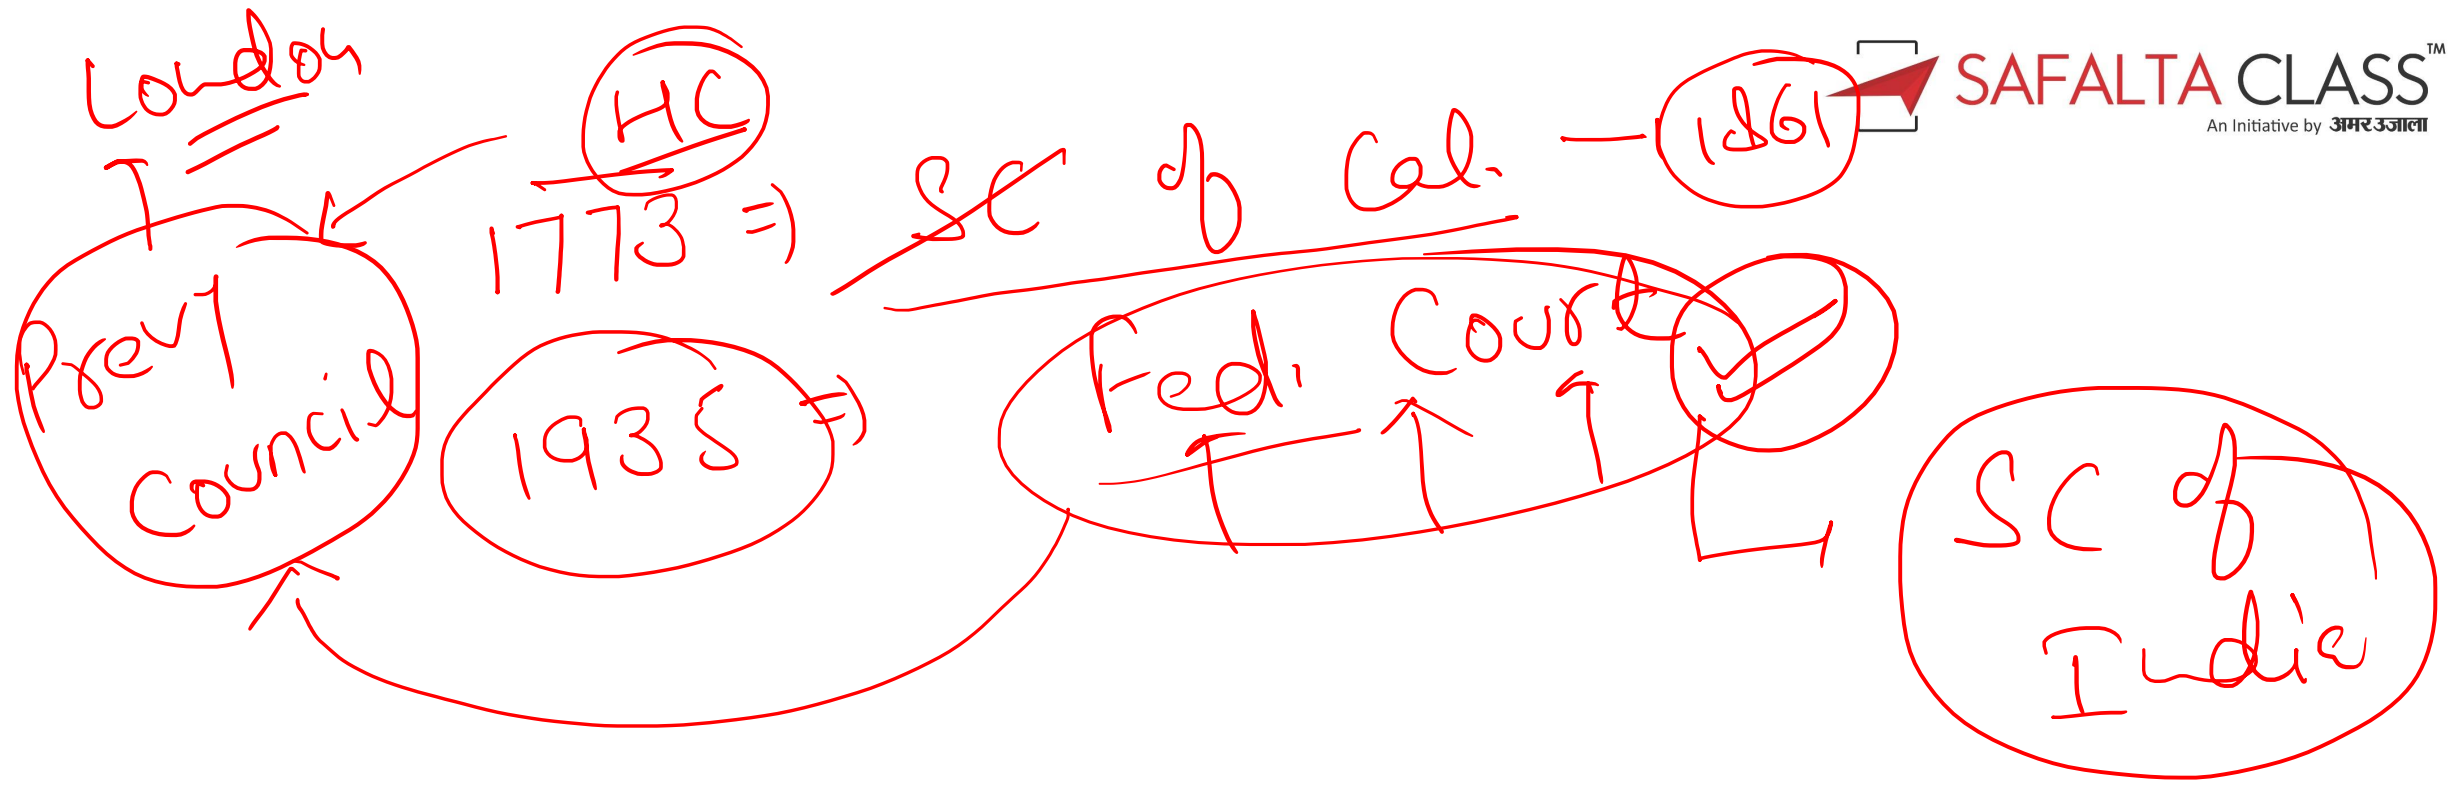 London
HC
SAFALTA CLASS™
An Initiative by अमर उजाला
1773 ⇒ SC of Cal. — 1861
Prevy
Council
1935 ⇒ Fed. Court
SC of
India